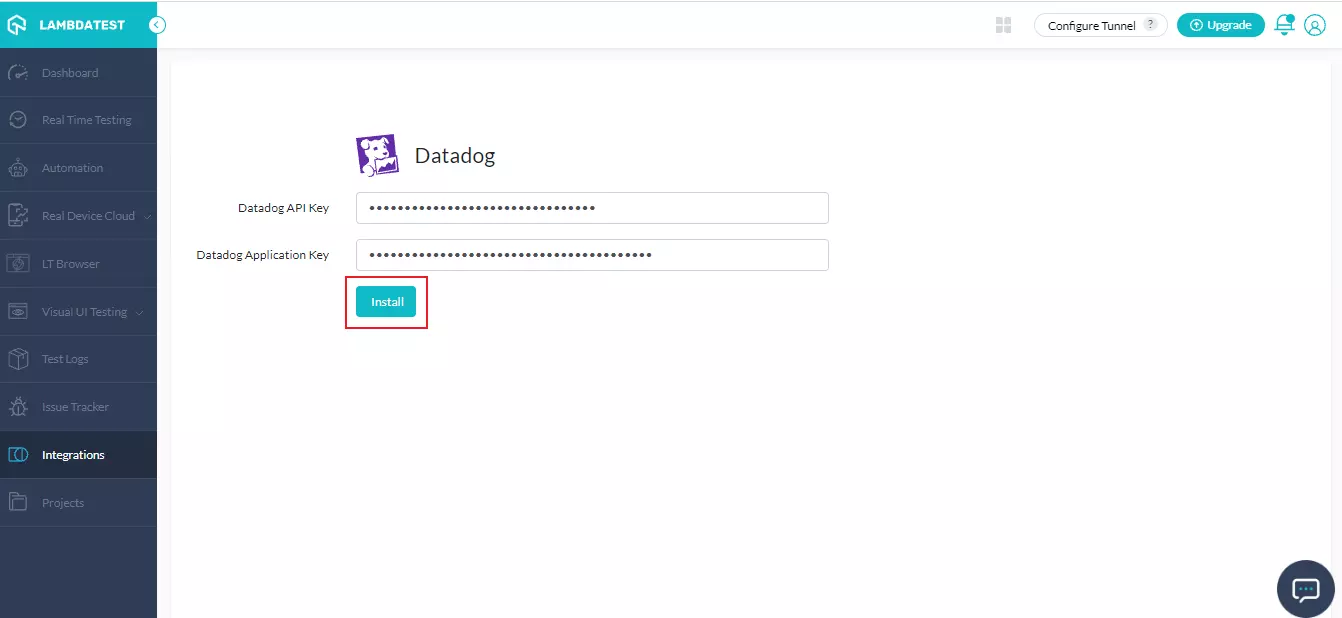 LAMBDATEST
Configure Tunnel ?
Upgrade
Dashboard
Real Time Testing
Automation
Real Device Cloud
LT Browser
Visual UI Testing
Test Logs
Issue Tracker
Integrations
Projects
Datadog
Datadog API Key ••••••••••••••••••••••••••••••••
Datadog Application Key ••••••••••••••••••••••••••••••••••••••••
Install